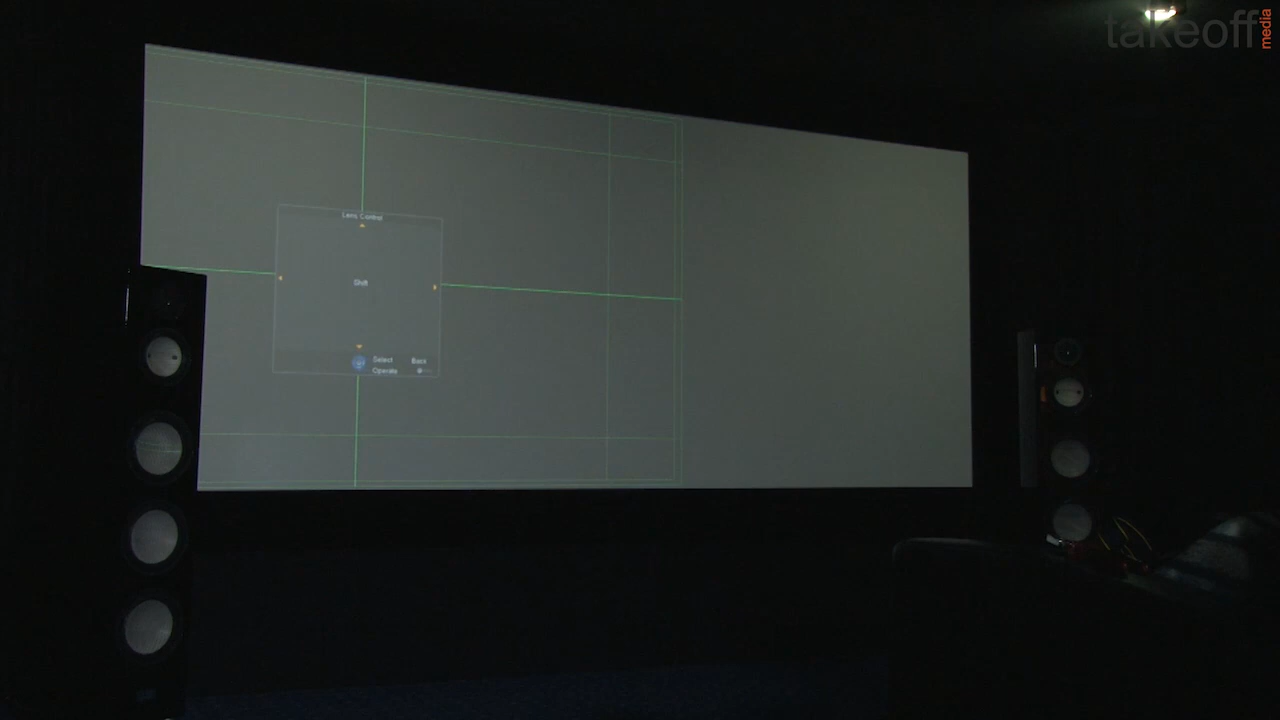 takeoff
media
Lens Control
Shift
Select Back
Operate